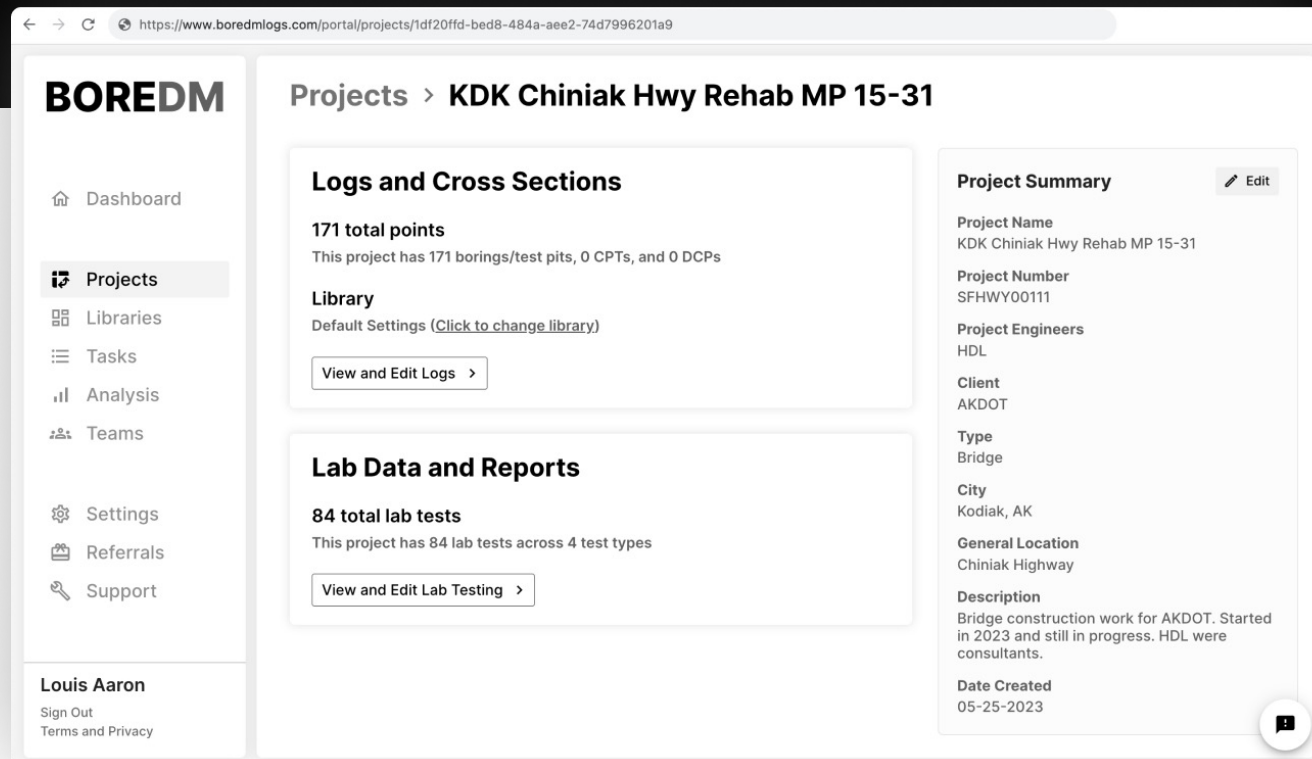 https://www.boredmlogs.com/portal/projects/1df20ffd-bed8-484a-aee2-74d7996201a9
BOREDM
Dashboard
Projects
Libraries
Tasks
Analysis
Teams
Settings
Referrals
Support
Louis Aaron
Sign Out
Terms and Privacy
Projects > KDK Chiniak Hwy Rehab MP 15-31
Logs and Cross Sections
171 total points
This project has 171 borings/test pits, 0 CPTs, and 0 DCPs
Library
Default Settings (Click to change library)
View and Edit Logs >
Lab Data and Reports
84 total lab tests
This project has 84 lab tests across 4 test types
View and Edit Lab Testing >
Project Summary
Edit
Project Name
KDK Chiniak Hwy Rehab MP 15-31
Project Number
SFHWY00111
Project Engineers
HDL
Client
AKDOT
Type
Bridge
City
Kodiak, AK
General Location
Chiniak Highway
Description
Bridge construction work for AKDOT. Started
in 2023 and still in progress. HDL were
consultants.
Date Created
05-25-2023